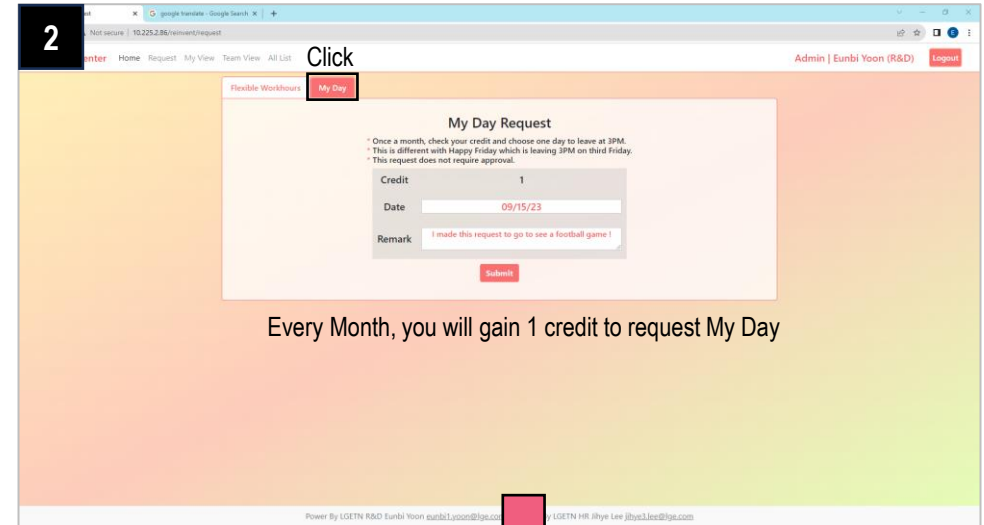 2
google translate - Google Search
Not secure | 10.225.2.86/reinvent/request
enter Home Request My View Team View All List
Click
Admin | Eunbi Yoon (R&D) Logout
Flexible Workhours My Day
My Day Request
* Once a month, check your credit and choose one day to leave at 3PM.
* This is different with Happy Friday which is leaving 3PM on third Friday.
* This request does not require approval.
Credit 1
Date 09/15/23
Remark I made this request to go to see a football game !
Submit
Every Month, you will gain 1 credit to request My Day
Power By LGETN R&D Eunbi Yoon eunbi1.yoon@lge.com y LGETN HR Jihye Lee jihye3.lee@lge.com